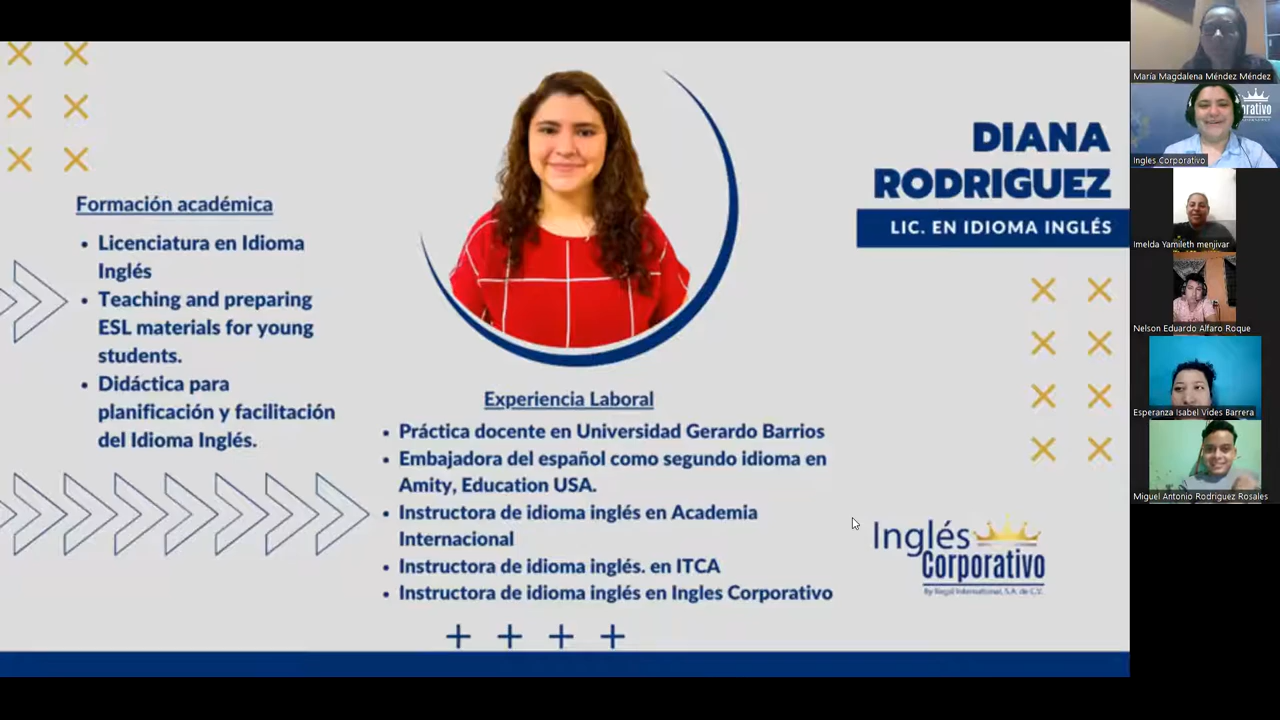 DIANA
RODRIGUEZ
LIC. EN IDIOMA INGLÉS
Formación académica
• Licenciatura en Idioma
Inglés
• Teaching and preparing
ESL materials for young
students.
• Didáctica para
planificación y facilitación
del Idioma Inglés.
Experiencia Laboral
• Práctica docente en Universidad Gerardo Barrios
• Embajadora del español como segundo idioma en
Amity, Education USA.
• Instructora de idioma inglés en Academia
Internacional
• Instructora de idioma inglés. en ITCA
• Instructora de idioma inglés en Ingles Corporativo
Inglés
Corporativo
By Regal International, S.A. de C.V.
María Magdalena Méndez Méndez
Ingles Corporativo
Imelda Yamileth menjivar
Nelson Eduardo Alfaro Roque
Esperanza Isabel Vides Barrera
Miguel Antonio Rodriguez Rosales